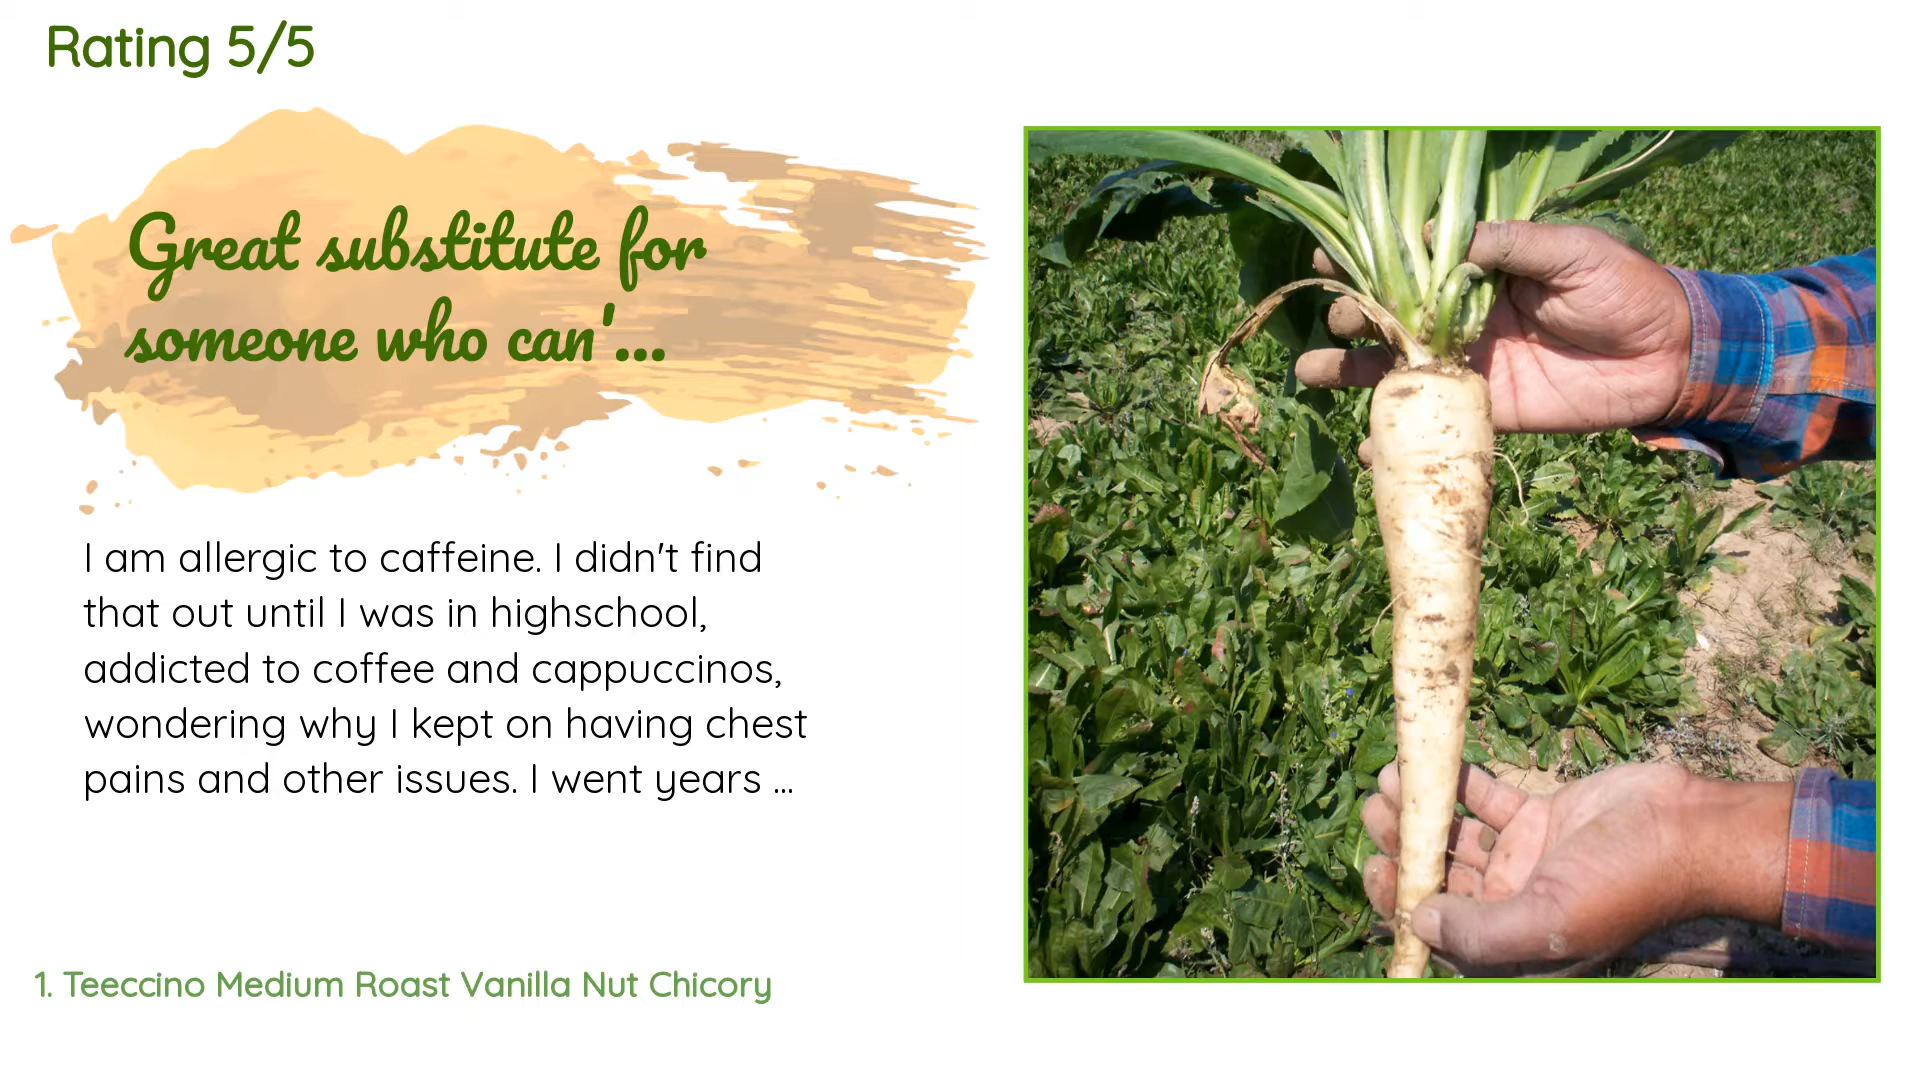 Rating 5/5
Great substitute for
someone who can'...
I am allergic to caffeine. I didn't find
that out until I was in highschool,
addicted to coffee and cappuccinos,
wondering why I kept on having chest
pains and other issues. I went years ...
1. Teeccino Medium Roast Vanilla Nut Chicory